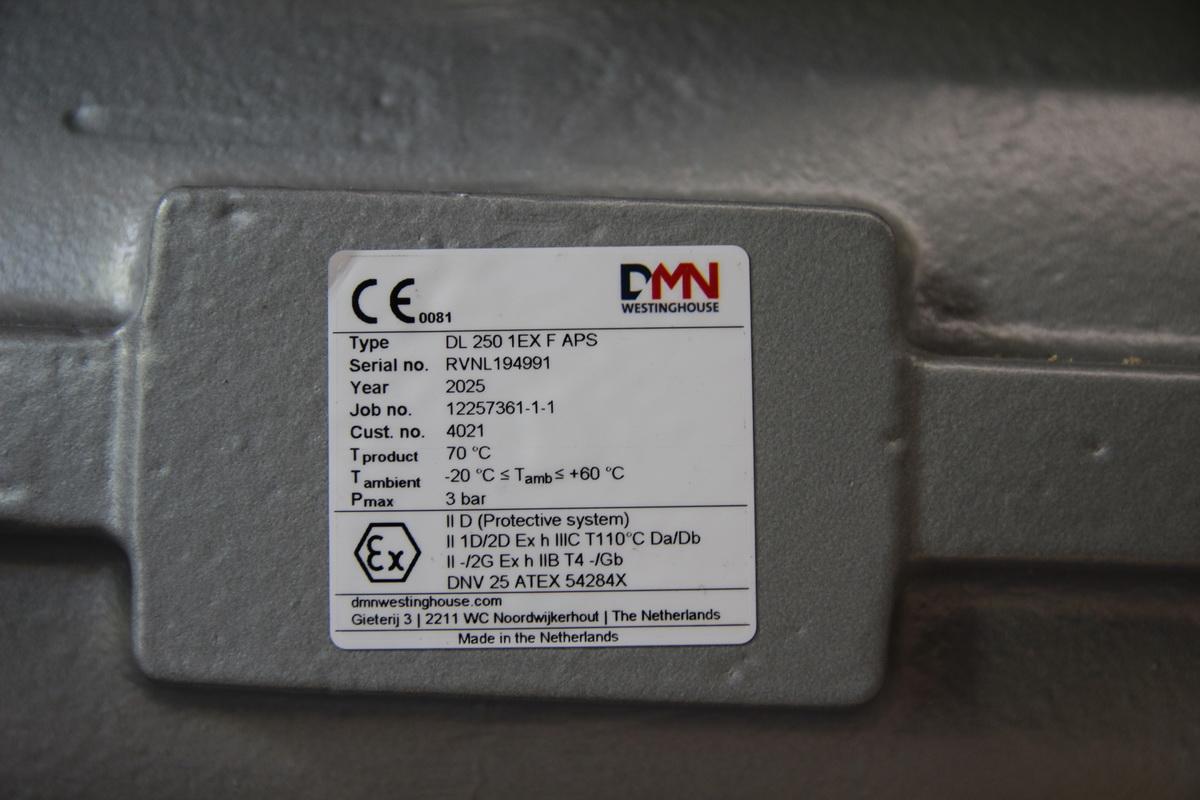 CE 0081
DMN
WESTINGHOUSE
Type DL 250 1EX F APS
Serial no. RVNL194991
Year 2025
Job no. 12257361-1-1
Cust. no. 4021
T product 70 °C
T ambient -20 °C ≤ Tamb ≤ +60 °C
Pmax 3 bar
Ex
II D (Protective system)
II 1D/2D Ex h IIIC T110°C Da/Db
II -/2G Ex h IIB T4 -/Gb
DNV 25 ATEX 54284X
dmnwestinghouse.com
Gieterij 3 | 2211 WC Noordwijkerhout | The Netherlands
Made in the Netherlands